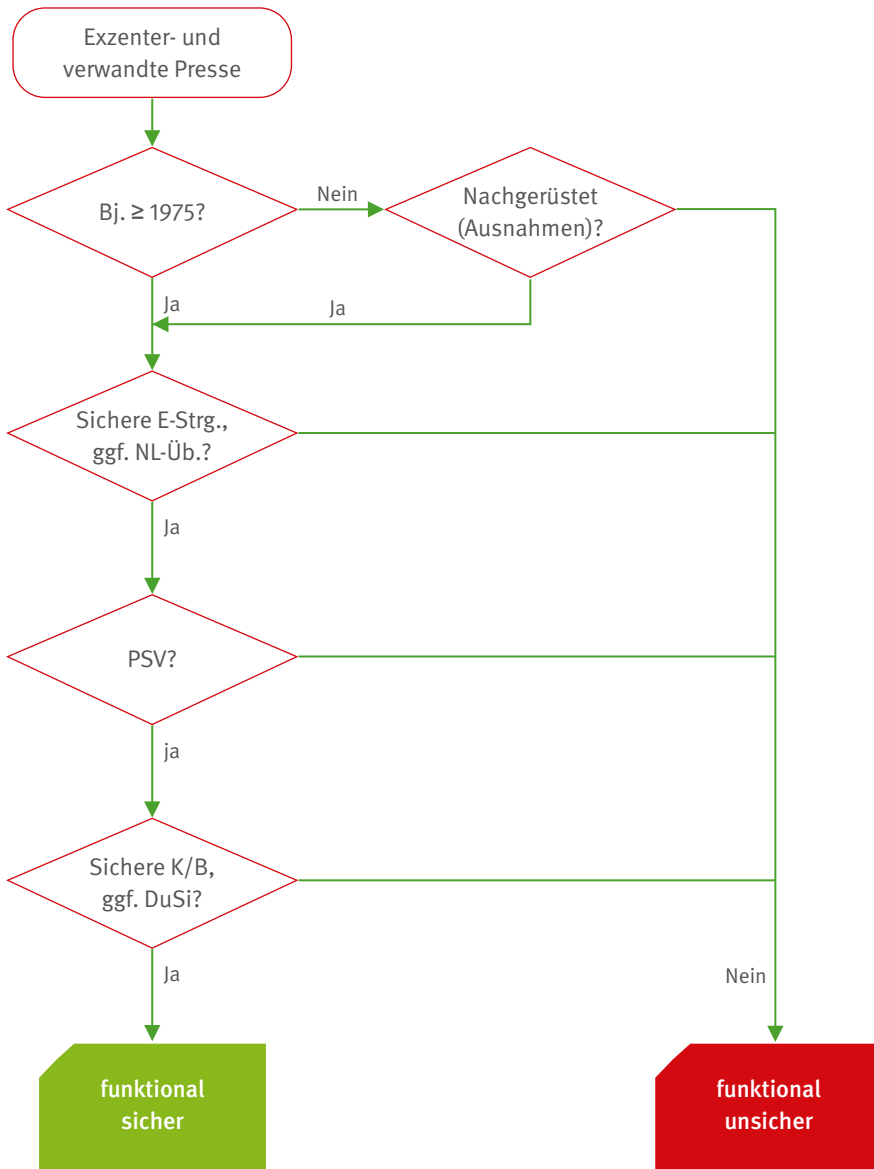 Exzenter- und
verwandte Presse
Bj. ≥ 1975?
Nein
Nachgerüstet
(Ausnahmen)?
Ja
Ja
Sichere E-Strg.,
ggf. NL-Üb.?
Ja
PSV?
ja
Sichere K/B,
ggf. DuSi?
Ja
Nein
funktional
sicher
funktional
unsicher